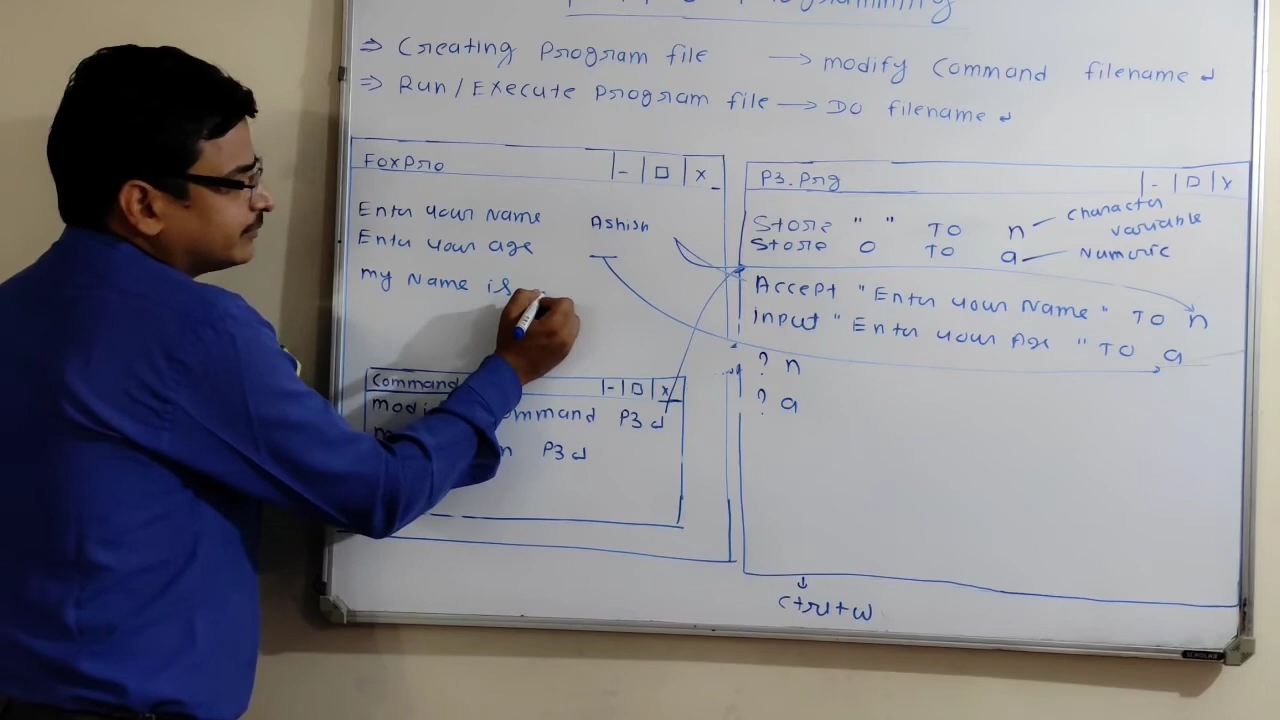 Programming
⇒ Creating Program file → modify Command filename ↲
⇒ Run/Execute Program file → DO filename ↲
FoxPro |-|□|x
Enter your Name Ashish
Enter your age
my Name is
Command |-|□|x
ommand P3 ↲
P3 ↲
P3.Prg |-|□|x
Store " " TO n — character variable
Store 0 TO a — Numeric
Accept "Enter your Name" TO n
Input "Enter your Age" TO a
? n
? a
↓
Ctrl+w